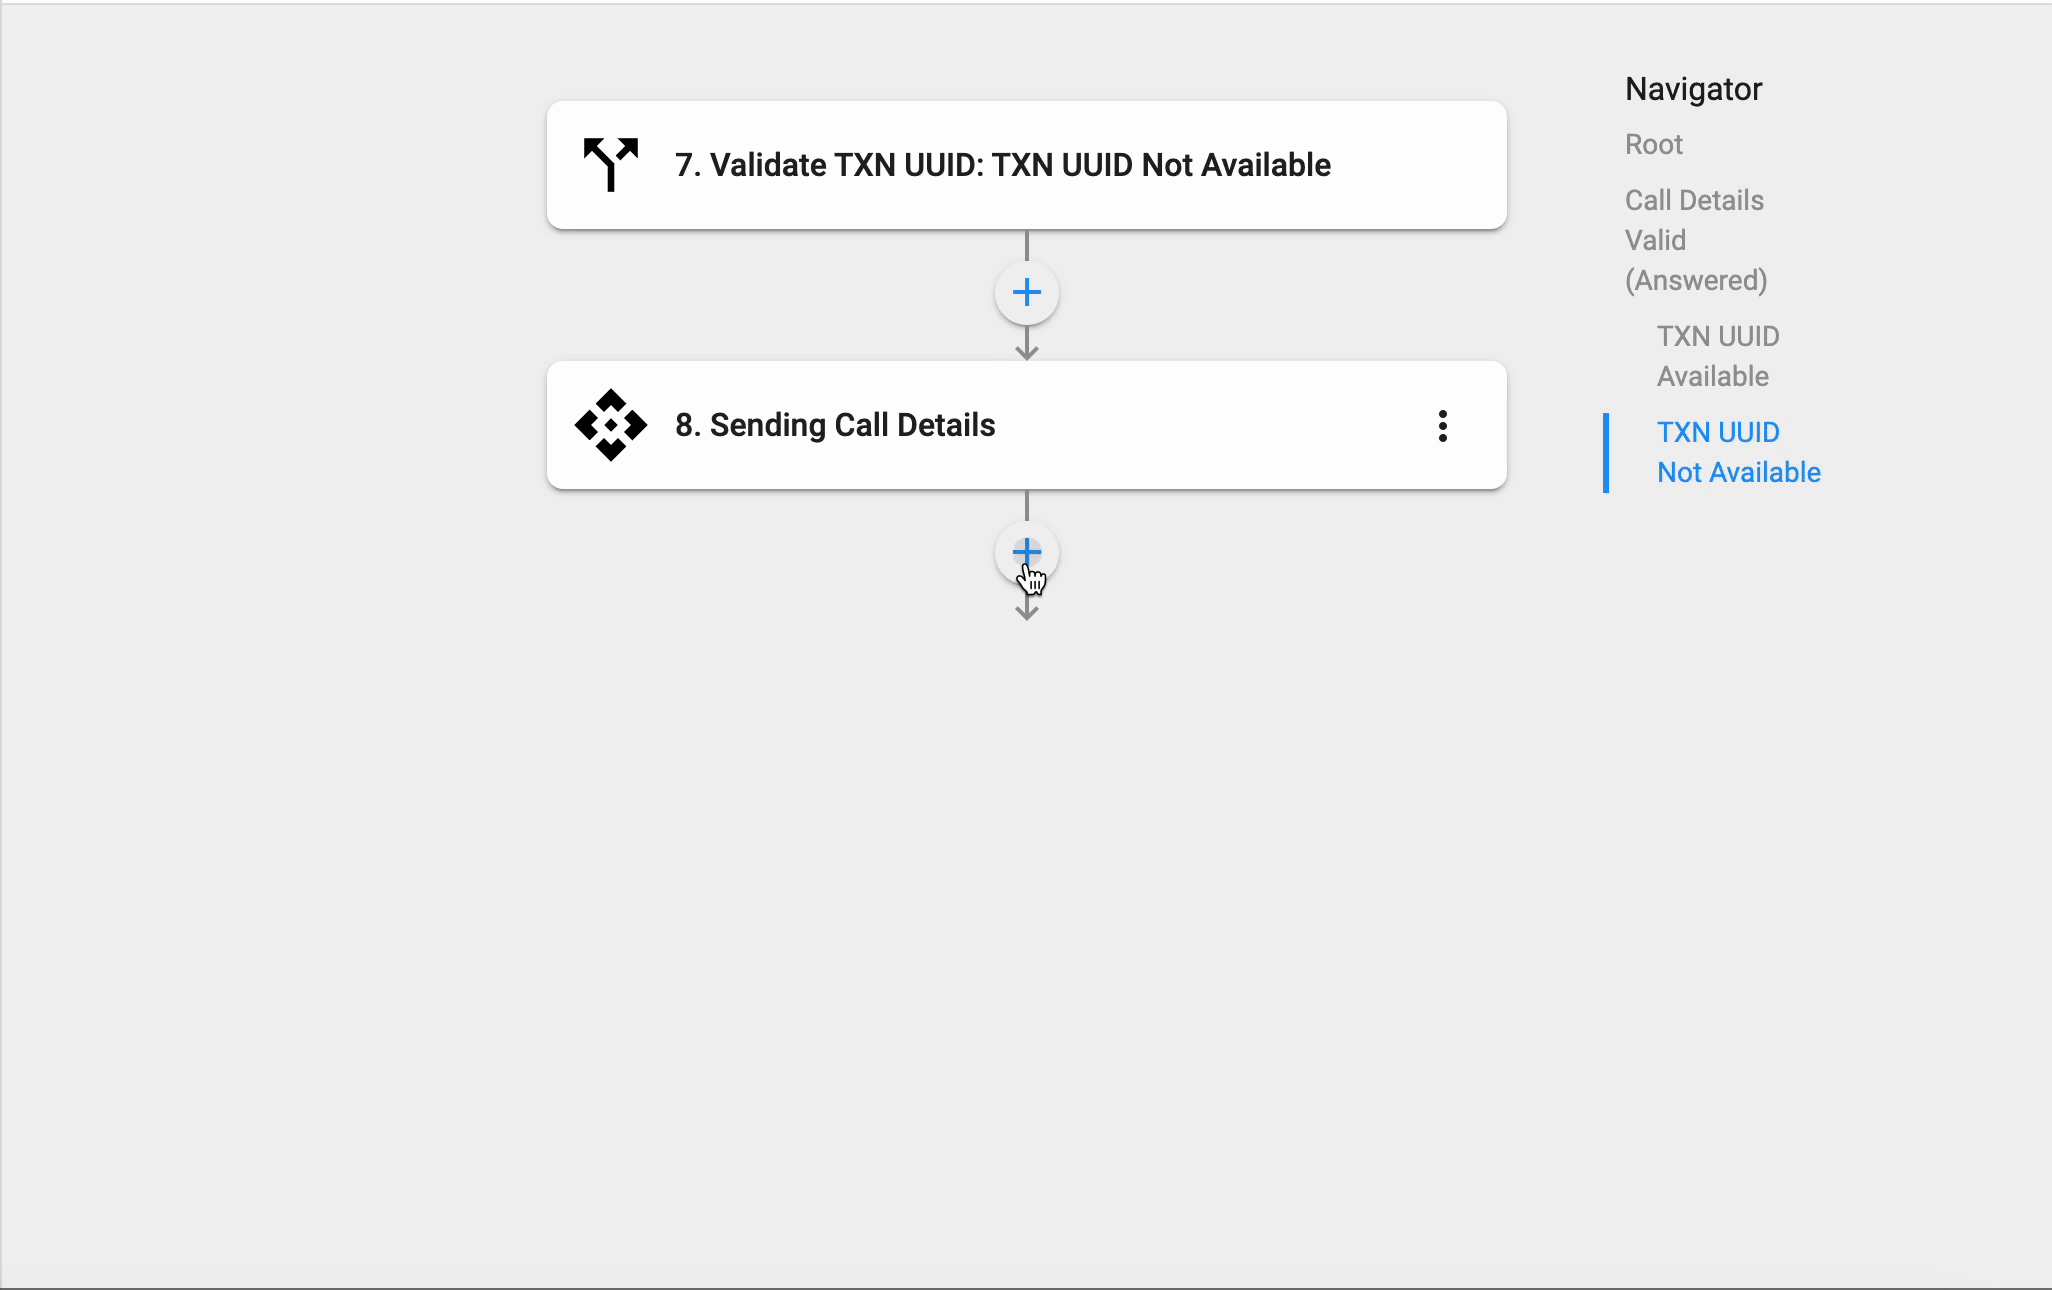 7. Validate TXN UUID: TXN UUID Not Available
8. Sending Call Details
Navigator
Root
Call Details
Valid
(Answered)
TXN UUID
Available
TXN UUID
Not Available